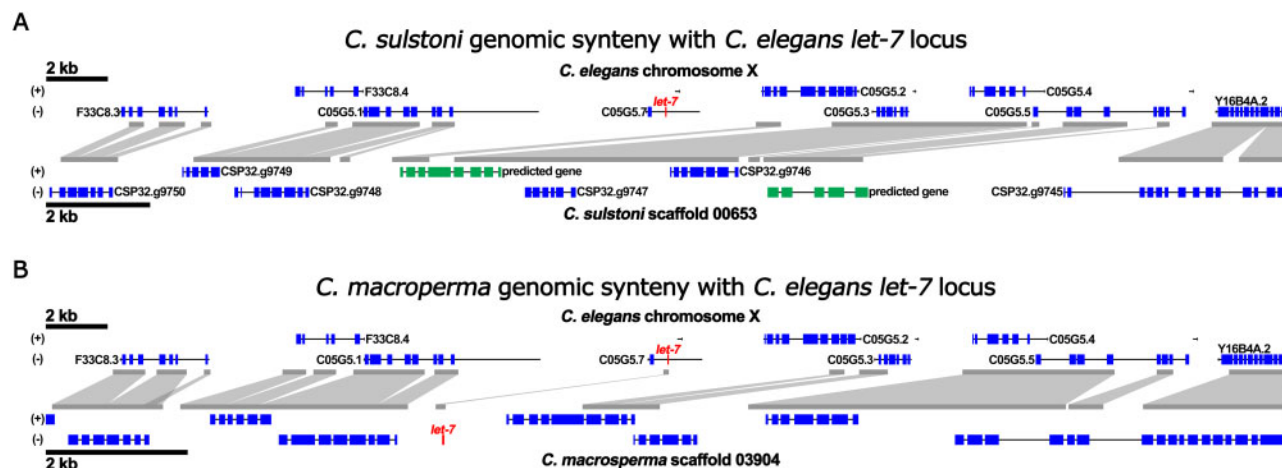 A
C. sulstoni genomic synteny with C. elegans let-7 locus
2 kb
C. elegans chromosome X
(+) F33C8.4 let-7 C05G5.2 C05G5.4
(-) F33C8.3 C05G5.1 C05G5.7 C05G5.3 C05G5.5 Y16B4A.2
(+) CSP32.g9749 predicted gene CSP32.g9746
(-) CSP32.g9750 CSP32.g9748 CSP32.g9747 predicted gene CSP32.g9745
2 kb
C. sulstoni scaffold 00653
B
C. macroperma genomic synteny with C. elegans let-7 locus
2 kb
C. elegans chromosome X
(+) F33C8.4 let-7 C05G5.2 C05G5.4
(-) F33C8.3 C05G5.1 C05G5.7 C05G5.3 C05G5.5 Y16B4A.2
(+)
(-) let-7
2 kb
C. macrosperma scaffold 03904